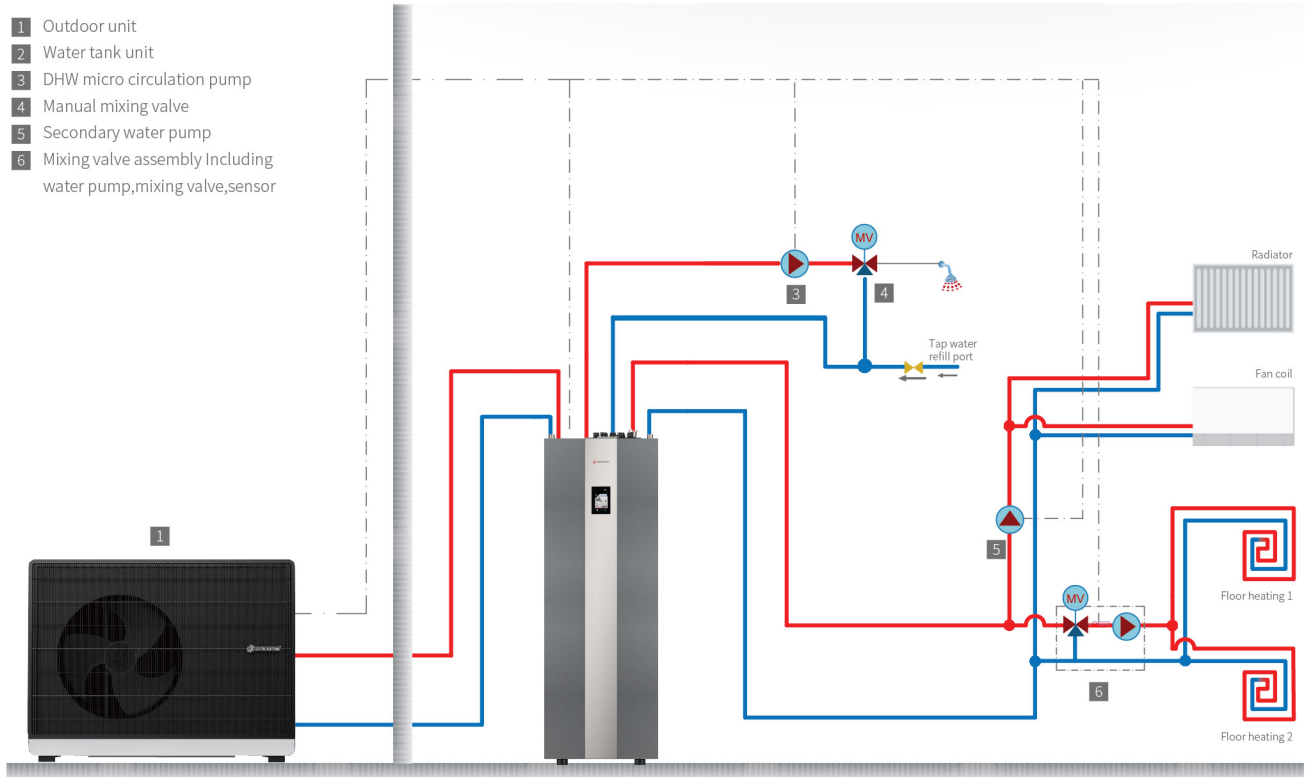 1 Outdoor unit
2 Water tank unit
3 DHW micro circulation pump
4 Manual mixing valve
5 Secondary water pump
6 Mixing valve assembly Including
water pump,mixing valve,sensor
MV
3
4
Tap water
refill port
Radiator
Fan coil
1
5
MV
6
Floor heating 1
Floor heating 2